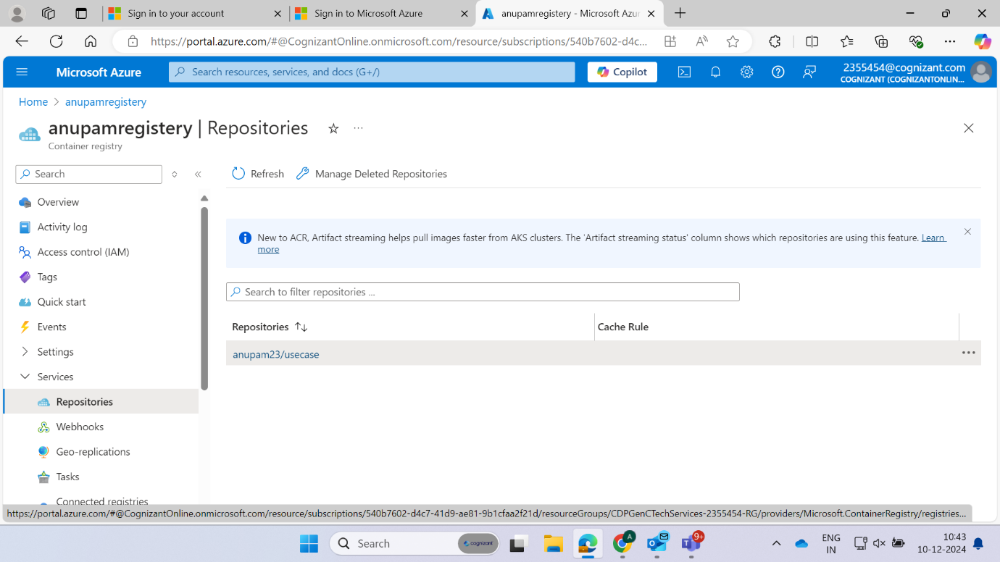 Sign in to your account
Sign in to Microsoft Azure
anupamregistery - Microsoft Azur
https://portal.azure.com/#@CognizantOnline.onmicrosoft.com/resource/subscriptions/540b7602-d4c...
Microsoft Azure
Search resources, services, and docs (G+/)
Copilot
2355454@cognizant.com
COGNIZANT (COGNIZANTONLIN...
Home > anupamregistery
anupamregistery | Repositories
Container registry
Search
Refresh
Manage Deleted Repositories
Overview
Activity log
Access control (IAM)
Tags
Quick start
Events
Settings
Services
Repositories
Webhooks
Geo-replications
Tasks
Connected registries
New to ACR, Artifact streaming helps pull images faster from AKS clusters. The 'Artifact streaming status' column shows which repositories are using this feature. Learn
more
Search to filter repositories ...
Repositories
Cache Rule
anupam23/usecase
https://portal.azure.com/#@CognizantOnline.onmicrosoft.com/resource/subscriptions/540b7602-d4c7-41d9-ae81-9b1cfaa2f21d/resourceGroups/CDPGenCTechServices-2355454-RG/providers/Microsoft.ContainerRegistry/registries...
Search
cognizant
A
9+
ENG
IN
10:43
10-12-2024